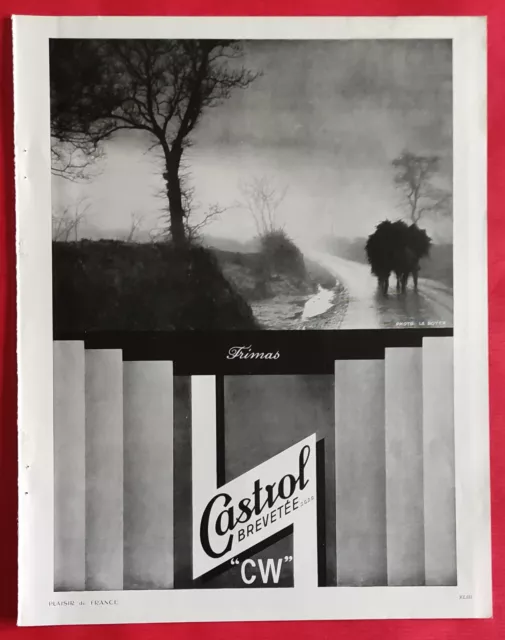 PHOTO LE BOYER
Frimas
Castrol
BREVETÉE S.G.D.G
"CW"
PLAISIR de FRANCE